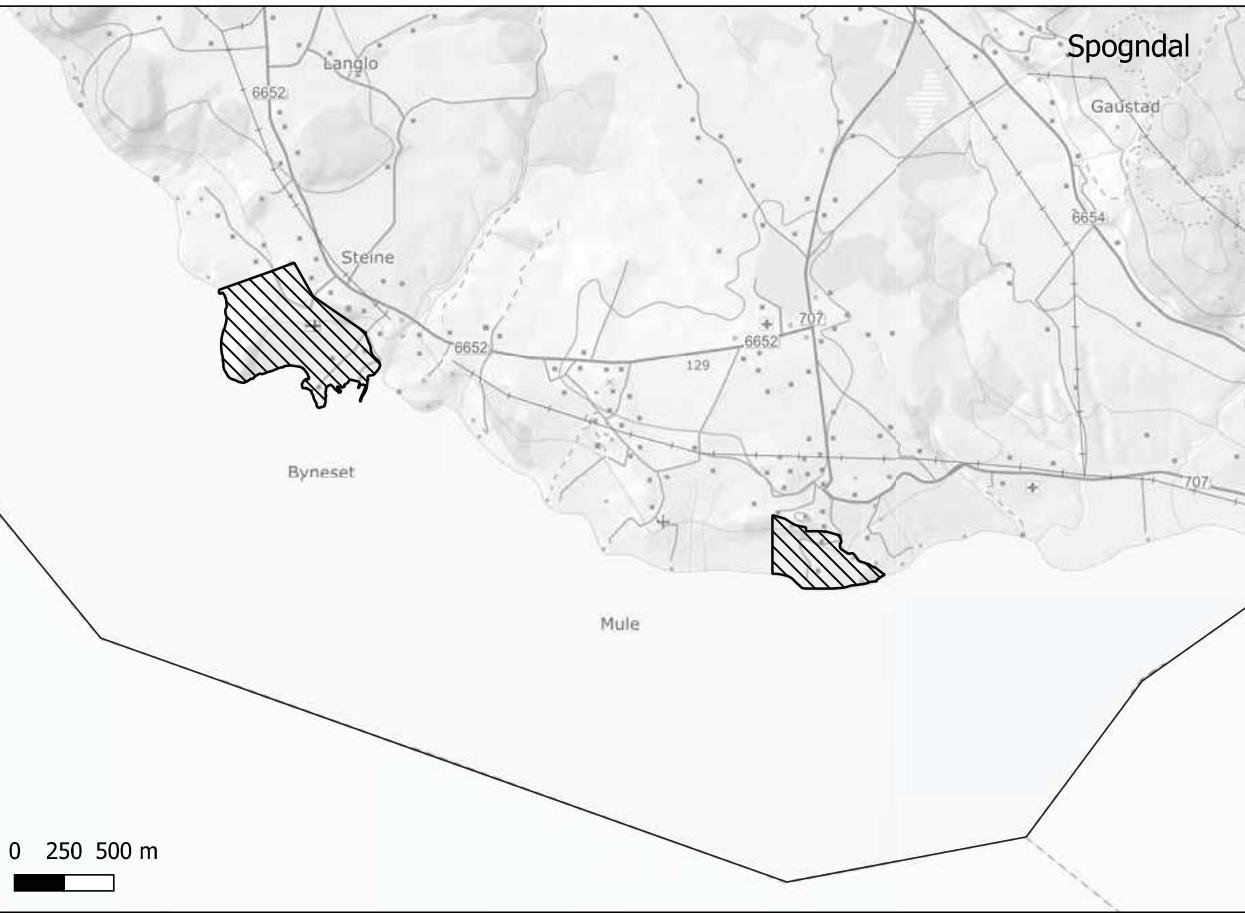 Spogndal
Langlo
6652
Gaustad
6654
Steine
707
6652
6652
129
Byneset
707
Mule
0 250 500 m